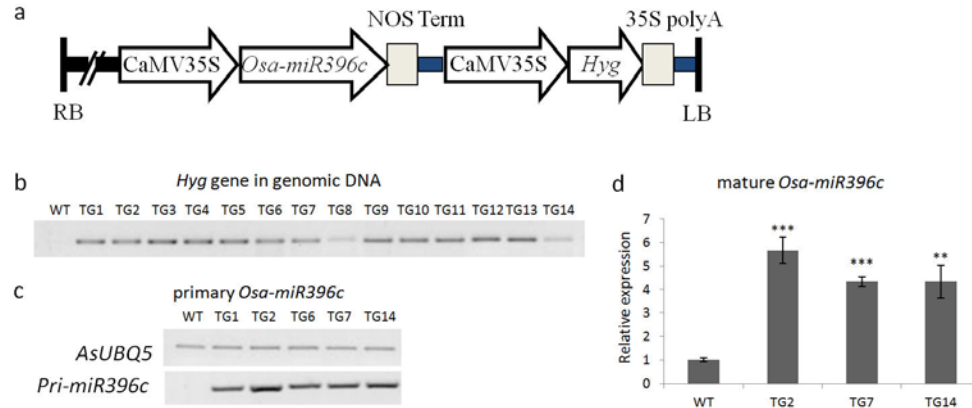 a
NOS Term
35S polyA
CaMV35S Osa-miR396c CaMV35S Hyg
RB
LB
b
Hyg gene in genomic DNA
WT TG1 TG2 TG3 TG4 TG5 TG6 TG7 TG8 TG9 TG10 TG11 TG12 TG13 TG14
c
primary Osa-miR396c
WT TG1 TG2 TG6 TG7 TG14
AsUBQ5
Pri-miR396c
d
mature Osa-miR396c
Relative expression
7
6
5
4
3
2
1
0
***
***
**
WT TG2 TG7 TG14